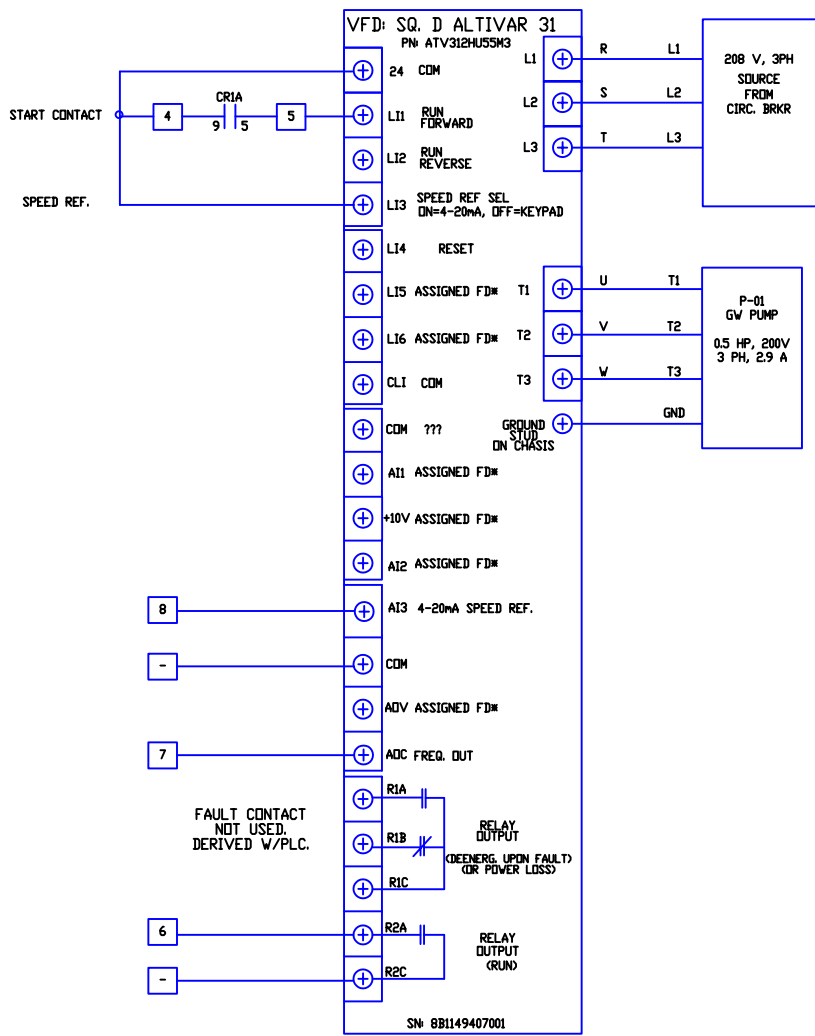 VFD: SQ. D ALTIVAR 31
PN: ATV312HU55M3
24 COM
START CONTACT
4
CR1A
9 5
5
LI1 RUN
FORWARD
LI2 RUN
REVERSE
SPEED REF.
LI3 SPEED REF SEL
ON=4-20mA, OFF=KEYPAD
LI4 RESET
LI5 ASSIGNED FD*
LI6 ASSIGNED FD*
CLI COM
COM ???
AI1 ASSIGNED FD*
+10V ASSIGNED FD*
AI2 ASSIGNED FD*
8
AI3 4-20mA SPEED REF.
-
COM
AOV ASSIGNED FD*
7
AOC FREQ. OUT
FAULT CONTACT
NOT USED.
DERIVED W/PLC.
R1A
R1B
R1C
RELAY
OUTPUT
(DEENERG. UPON FAULT)
(OR POWER LOSS)
6
R2A
-
R2C
RELAY
OUTPUT
(RUN)
SN: 8B1149407001
L1 R L1
L2 S L2
L3 T L3
208 V, 3PH
SOURCE
FROM
CIRC. BRKR
T1 U T1
T2 V T2
T3 W T3
GROUND
STUD
ON CHASIS
GND
P-01
GW PUMP
0.5 HP, 200V
3 PH, 2.9 A